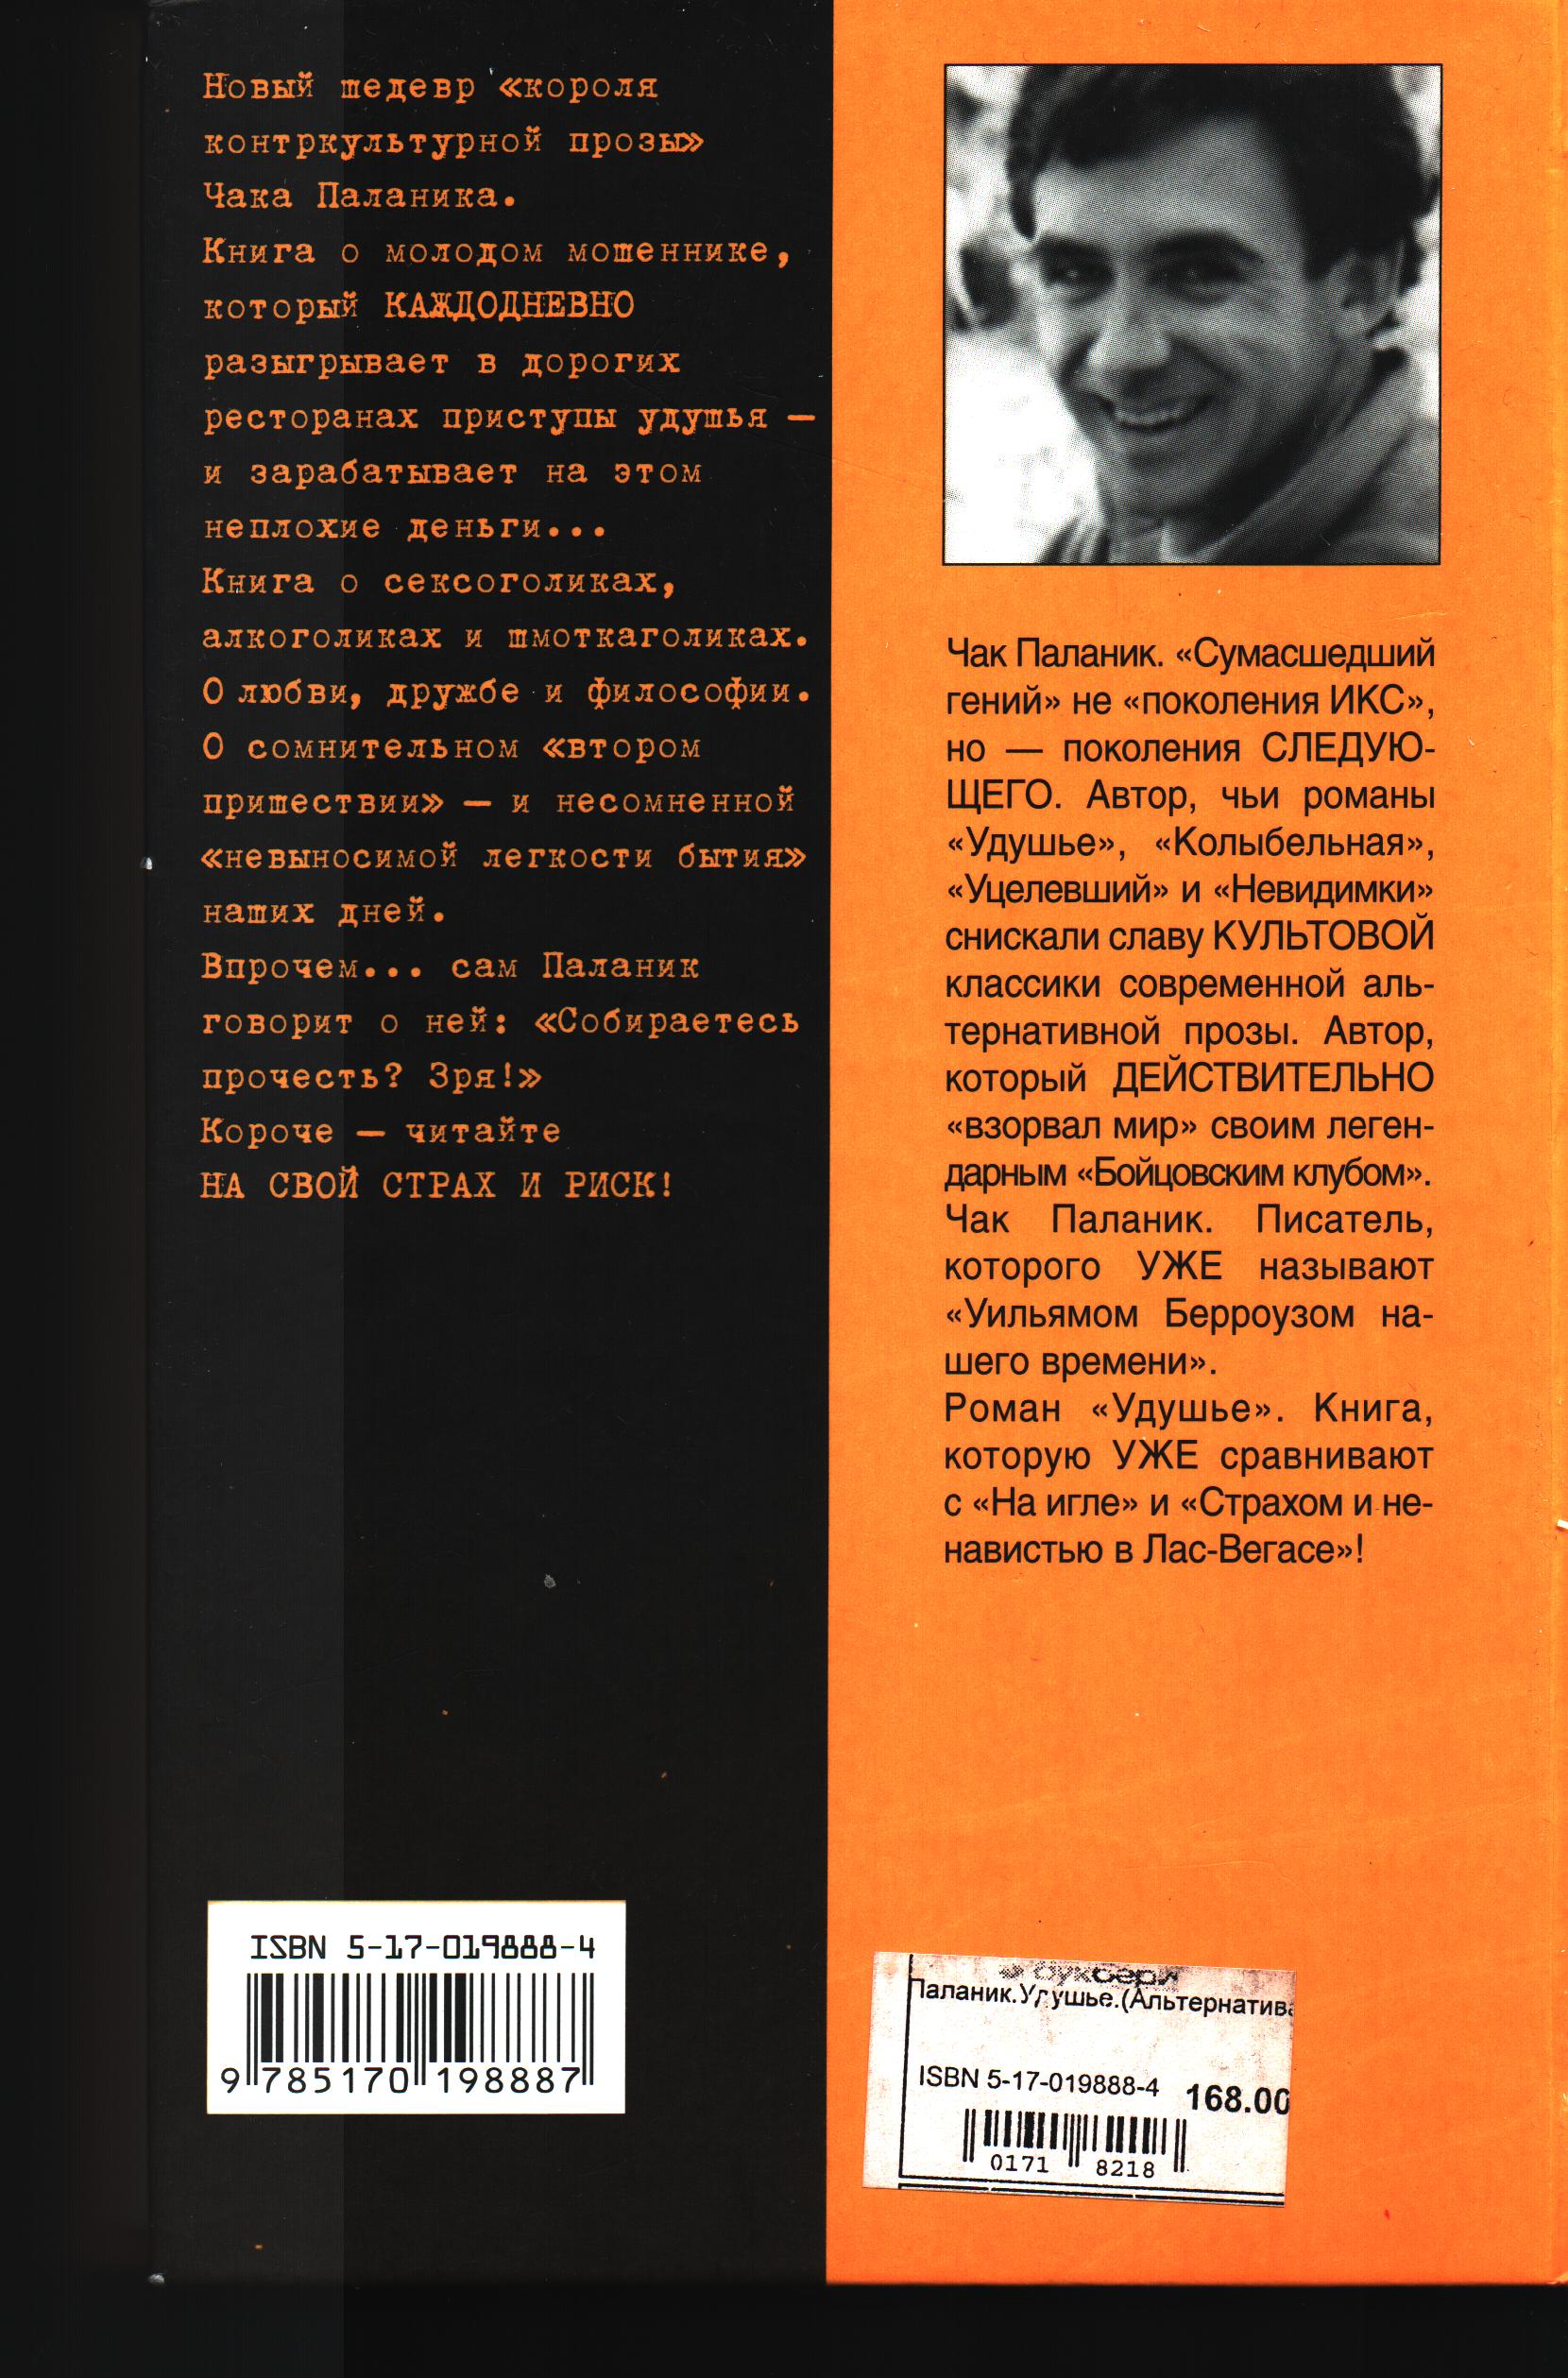 Новый шедевр «короля
контркультурной прозы»
Чака Паланика.
Книга о молодом мошеннике,
который КАЖДОДНЕВНО
разыгрывает в дорогих
ресторанах приступы удушья —
и зарабатывает на этом
неплохие деньги...
Книга о сексоголиках,
алкоголиках и шмоткаголиках.
О любви, дружбе и философии.
О сомнительном «втором
пришествии» — и несомненной
«невыносимой легкости бытия»
наших дней.
Впрочем... сам Паланик
говорит о ней: «Собираетесь
прочесть? Зря!»
Короче — читайте
НА СВОЙ СТРАХ И РИСК!
ISBN 5-17-019888-4
9 785170 198887
Чак Паланик. «Сумасшедший
гений» не «поколения ИКС»,
но — поколения СЛЕДУЮ-
ЩЕГО. Автор, чьи романы
«Удушье», «Колыбельная»,
«Уцелевший» и «Невидимки»
снискали славу КУЛЬТОВОЙ
классики современной аль-
тернативной прозы. Автор,
который ДЕЙСТВИТЕЛЬНО
«взорвал мир» своим леген-
дарным «Бойцовским клубом».
Чак Паланик. Писатель,
которого УЖЕ называют
«Уильямом Берроузом на-
шего времени».
Роман «Удушье». Книга,
которую УЖЕ сравнивают
с «На игле» и «Страхом и не-
навистью в Лас-Вегасе»!
букбери
Паланик.Удушье.(Альтернатива
ISBN 5-17-019888-4 168.00
0171 8218